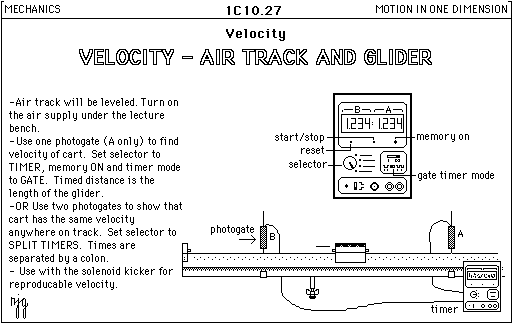 MECHANICS
1C10.27
MOTION IN ONE DIMENSION
Velocity
VELOCITY - AIR TRACK AND GLIDER
-Air track will be leveled. Turn on
the air supply under the lecture
bench.
-Use one photogate (A only) to find
velocity of cart. Set selector to
TIMER, memory ON and timer mode
to GATE. Timed distance is the
length of the glider.
-OR Use two photogates to show that
cart has the same velocity
anywhere on track. Set selector to
SPLIT TIMERS. Times are
separated by a colon.
- Use with the solenoid kicker for
reproducable velocity.
njg
B A
1.234:1.234
start/stop
memory on
reset
selector
gate timer mode
photogate
B
A
timer